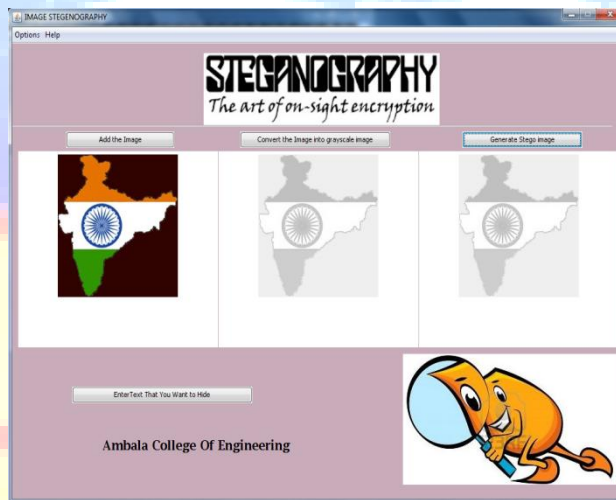 IMAGE STEGENOGRAPHY
Options Help
STEGANOGRAPHY
The art of on-sight encryption
Add the Image
Convert the Image into grayscale image
Generate Stego image
EnterText That You Want to Hide
Ambala College Of Engineering